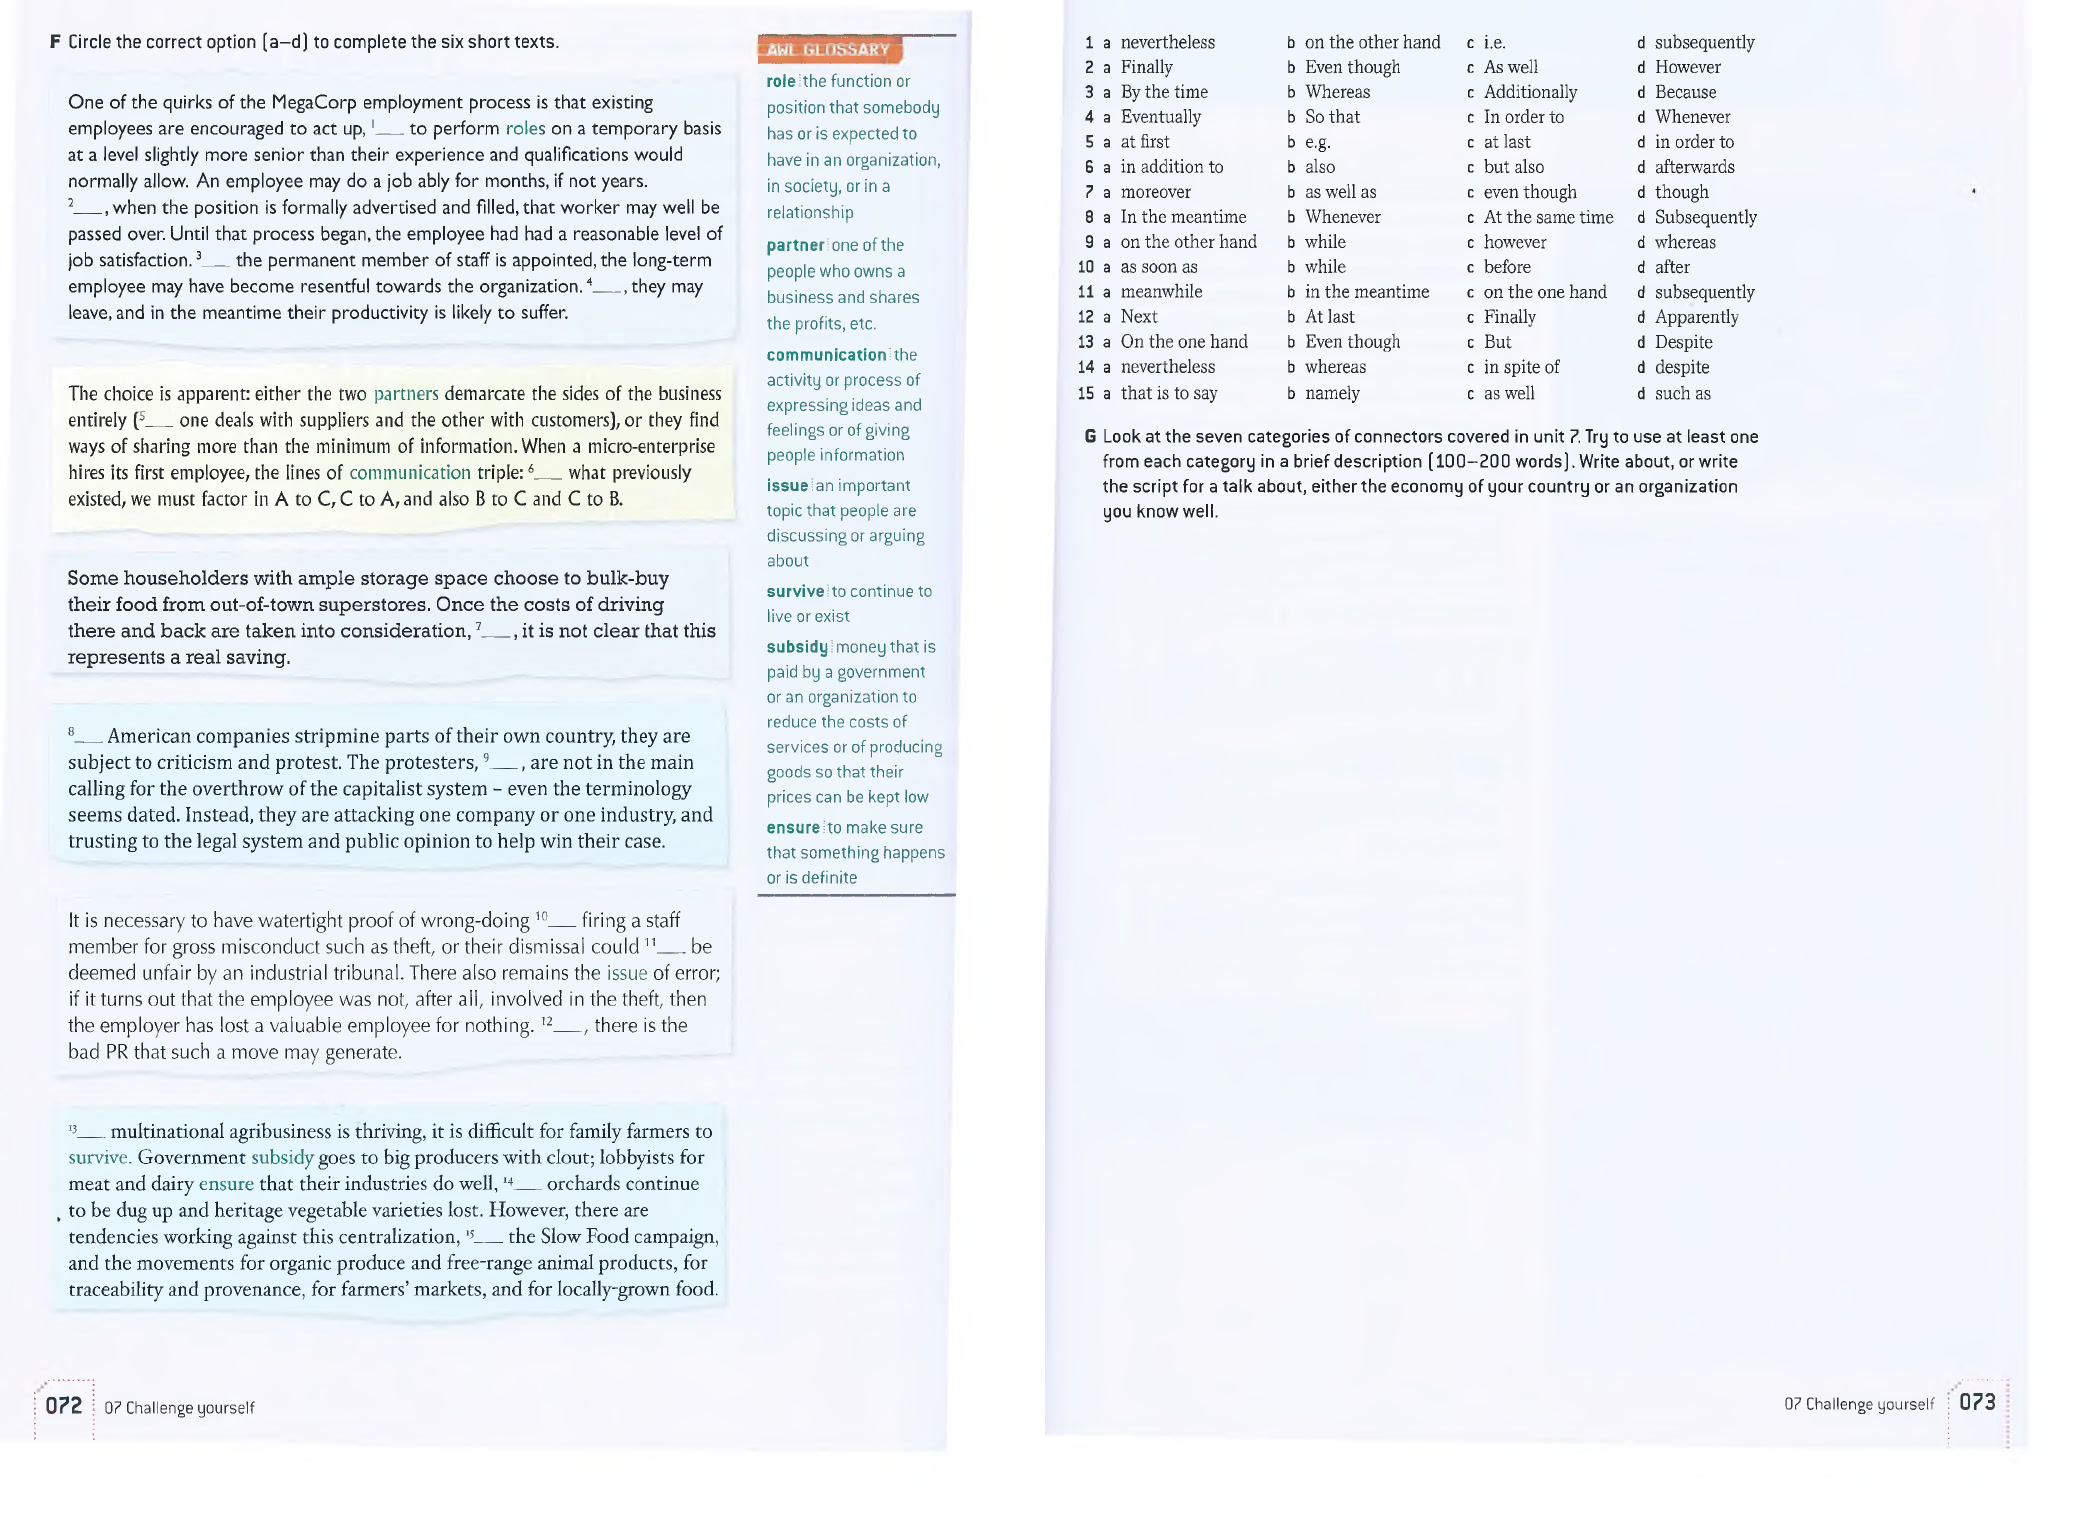 F Circle the correct option (a–d) to complete the six short texts.
One of the quirks of the MegaCorp employment process is that existing
employees are encouraged to act up, 1__ to perform roles on a temporary basis
at a level slightly more senior than their experience and qualifications would
normally allow. An employee may do a job ably for months, if not years.
2__, when the position is formally advertised and filled, that worker may well be
passed over. Until that process began, the employee had had a reasonable level of
job satisfaction. 3__ the permanent member of staff is appointed, the long-term
employee may have become resentful towards the organization. 4__, they may
leave, and in the meantime their productivity is likely to suffer.
The choice is apparent: either the two partners demarcate the sides of the business
entirely (5__ one deals with suppliers and the other with customers), or they find
ways of sharing more than the minimum of information. When a micro-enterprise
hires its first employee, the lines of communication triple: 6__ what previously
existed, we must factor in A to C, C to A, and also B to C and C to B.
Some householders with ample storage space choose to bulk-buy
their food from out-of-town superstores. Once the costs of driving
there and back are taken into consideration, 7__, it is not clear that this
represents a real saving.
8__ American companies stripmine parts of their own country, they are
subject to criticism and protest. The protesters, 9__, are not in the main
calling for the overthrow of the capitalist system – even the terminology
seems dated. Instead, they are attacking one company or one industry, and
trusting to the legal system and public opinion to help win their case.
It is necessary to have watertight proof of wrong-doing 10__ firing a staff
member for gross misconduct such as theft, or their dismissal could 11__ be
deemed unfair by an industrial tribunal. There also remains the issue of error;
if it turns out that the employee was not, after all, involved in the theft, then
the employer has lost a valuable employee for nothing. 12__, there is the
bad PR that such a move may generate.
13__ multinational agribusiness is thriving, it is difficult for family farmers to
survive. Government subsidy goes to big producers with clout; lobbyists for
meat and dairy ensure that their industries do well, 14__ orchards continue
to be dug up and heritage vegetable varieties lost. However, there are
tendencies working against this centralization, 15__ the Slow Food campaign,
and the movements for organic produce and free-range animal products, for
traceability and provenance, for farmers' markets, and for locally-grown food.
072 07 Challenge yourself
AWL GLOSSARY
role the function or
position that somebody
has or is expected to
have in an organization,
in society, or in a
relationship
partner one of the
people who owns a
business and shares
the profits, etc.
communication the
activity or process of
expressing ideas and
feelings or of giving
people information
issue an important
topic that people are
discussing or arguing
about
survive to continue to
live or exist
subsidy money that is
paid by a government
or an organization to
reduce the costs of
services or of producing
goods so that their
prices can be kept low
ensure to make sure
that something happens
or is definite
1 a nevertheless b on the other hand c i.e. d subsequently
2 a Finally b Even though c As well d However
3 a By the time b Whereas c Additionally d Because
4 a Eventually b So that c In order to d Whenever
5 a at first b e.g. c at last d in order to
6 a in addition to b also c but also d afterwards
7 a moreover b as well as c even though d though
8 a In the meantime b Whenever c At the same time d Subsequently
9 a on the other hand b while c however d whereas
10 a as soon as b while c before d after
11 a meanwhile b in the meantime c on the one hand d subsequently
12 a Next b At last c Finally d Apparently
13 a On the one hand b Even though c But d Despite
14 a nevertheless b whereas c in spite of d despite
15 a that is to say b namely c as well d such as
G Look at the seven categories of connectors covered in unit 7. Try to use at least one
from each category in a brief description (100–200 words). Write about, or write
the script for a talk about, either the economy of your country or an organization
you know well.
07 Challenge yourself 073